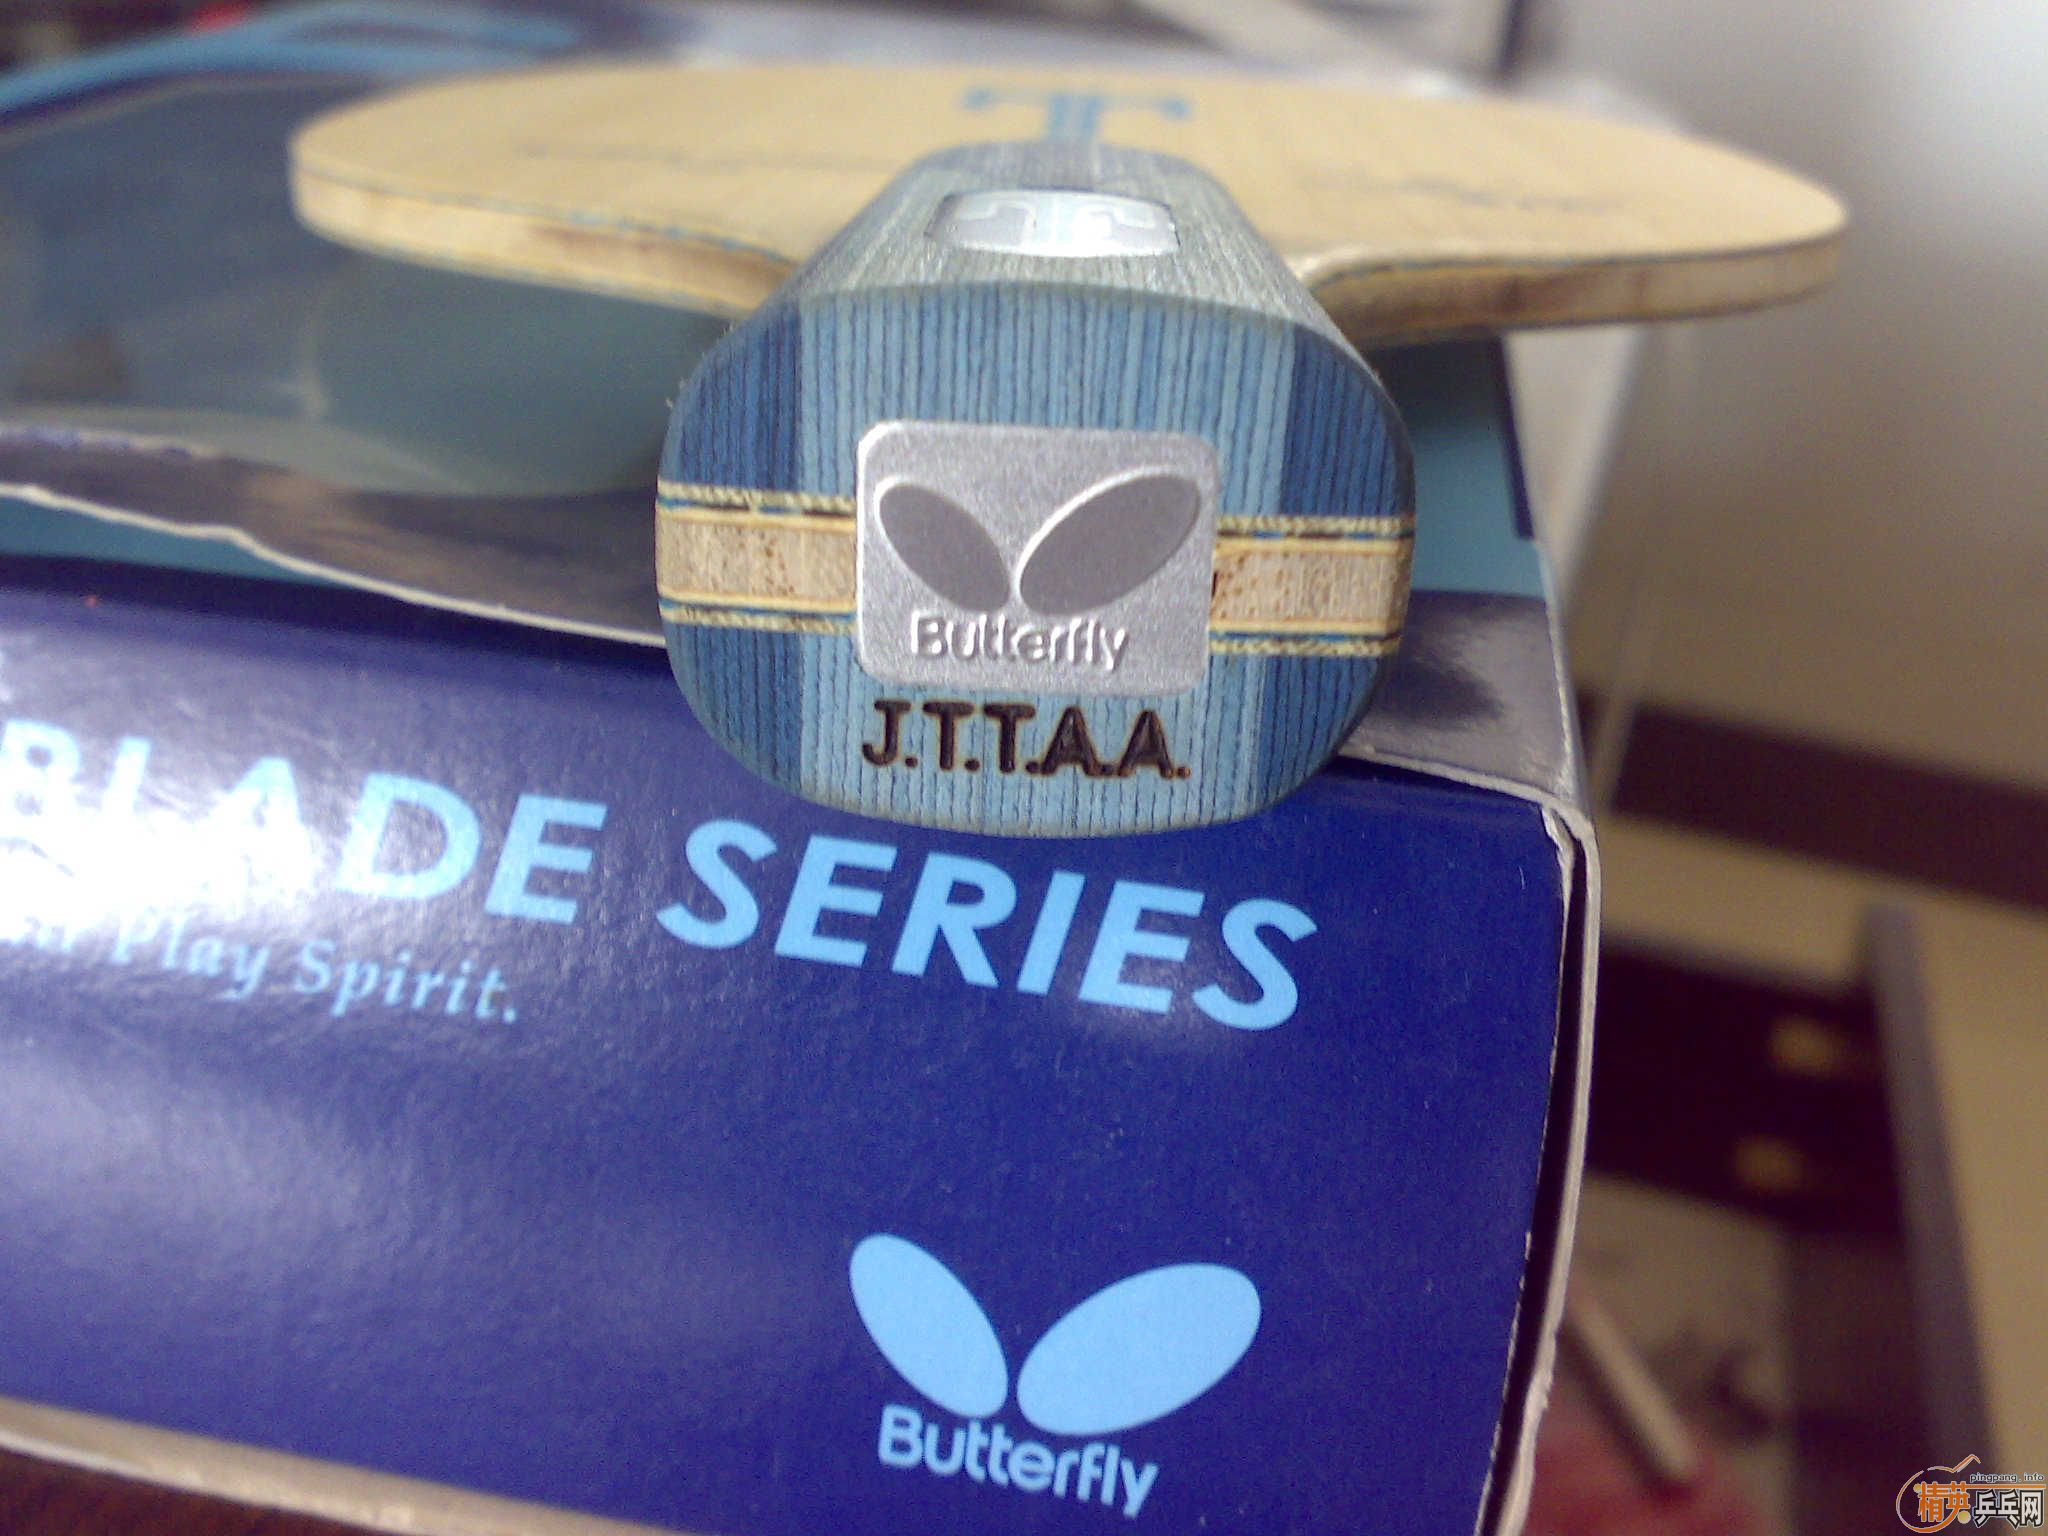 Butterfly
J.T.T.A.A.
BLADE SERIES
Play Spirit.
Butterfly
pingpang.info
精英乒乓网